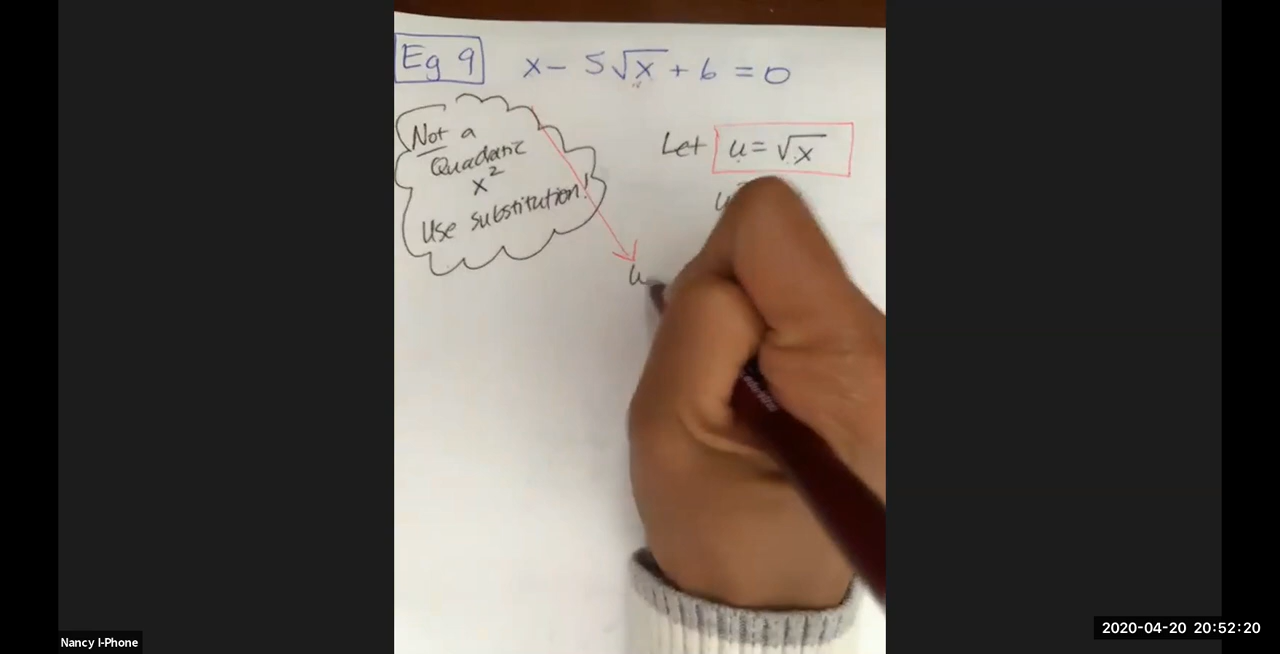 Eg 9 x - 5√x + 6 = 0
Not a
Quadratic
x²
Use substitution!
Let u = √x
u
u
Nancy I-Phone
2020-04-20 20:52:20